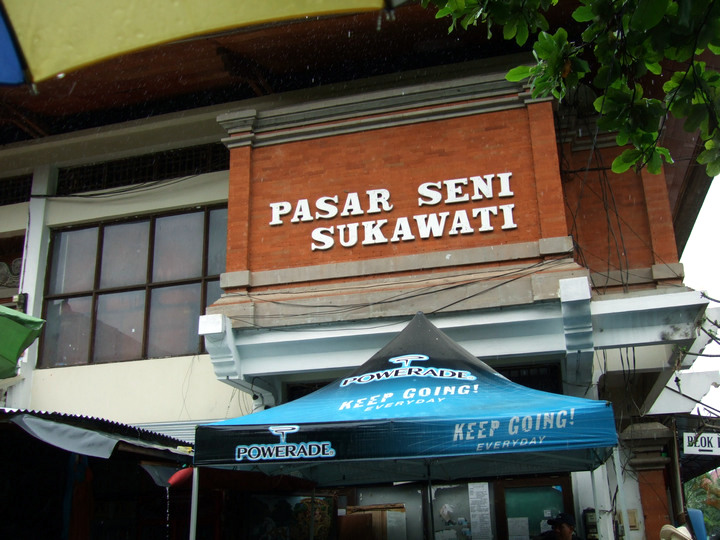 PASAR SENI
SUKAWATI
POWERADE
KEEP GOING!
EVERYDAY
POWERADE
KEEP GOING!
EVERYDAY
BLOK